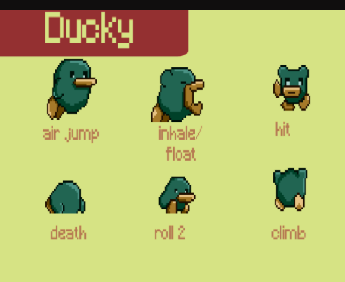 Ducky
air jump
inhale/
float
hit
death
roll 2
climb